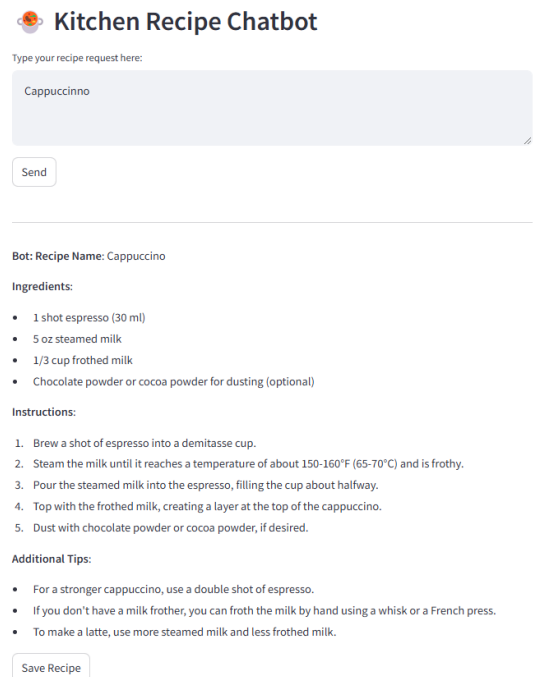 Kitchen Recipe Chatbot
Type your recipe request here:
Cappuccinno
Send
Bot: Recipe Name: Cappuccino
Ingredients:
• 1 shot espresso (30 ml)
• 5 oz steamed milk
• 1/3 cup frothed milk
• Chocolate powder or cocoa powder for dusting (optional)
Instructions:
1. Brew a shot of espresso into a demitasse cup.
2. Steam the milk until it reaches a temperature of about 150-160°F (65-70°C) and is frothy.
3. Pour the steamed milk into the espresso, filling the cup about halfway.
4. Top with the frothed milk, creating a layer at the top of the cappuccino.
5. Dust with chocolate powder or cocoa powder, if desired.
Additional Tips:
• For a stronger cappuccino, use a double shot of espresso.
• If you don't have a milk frother, you can froth the milk by hand using a whisk or a French press.
• To make a latte, use more steamed milk and less frothed milk.
Save Recipe